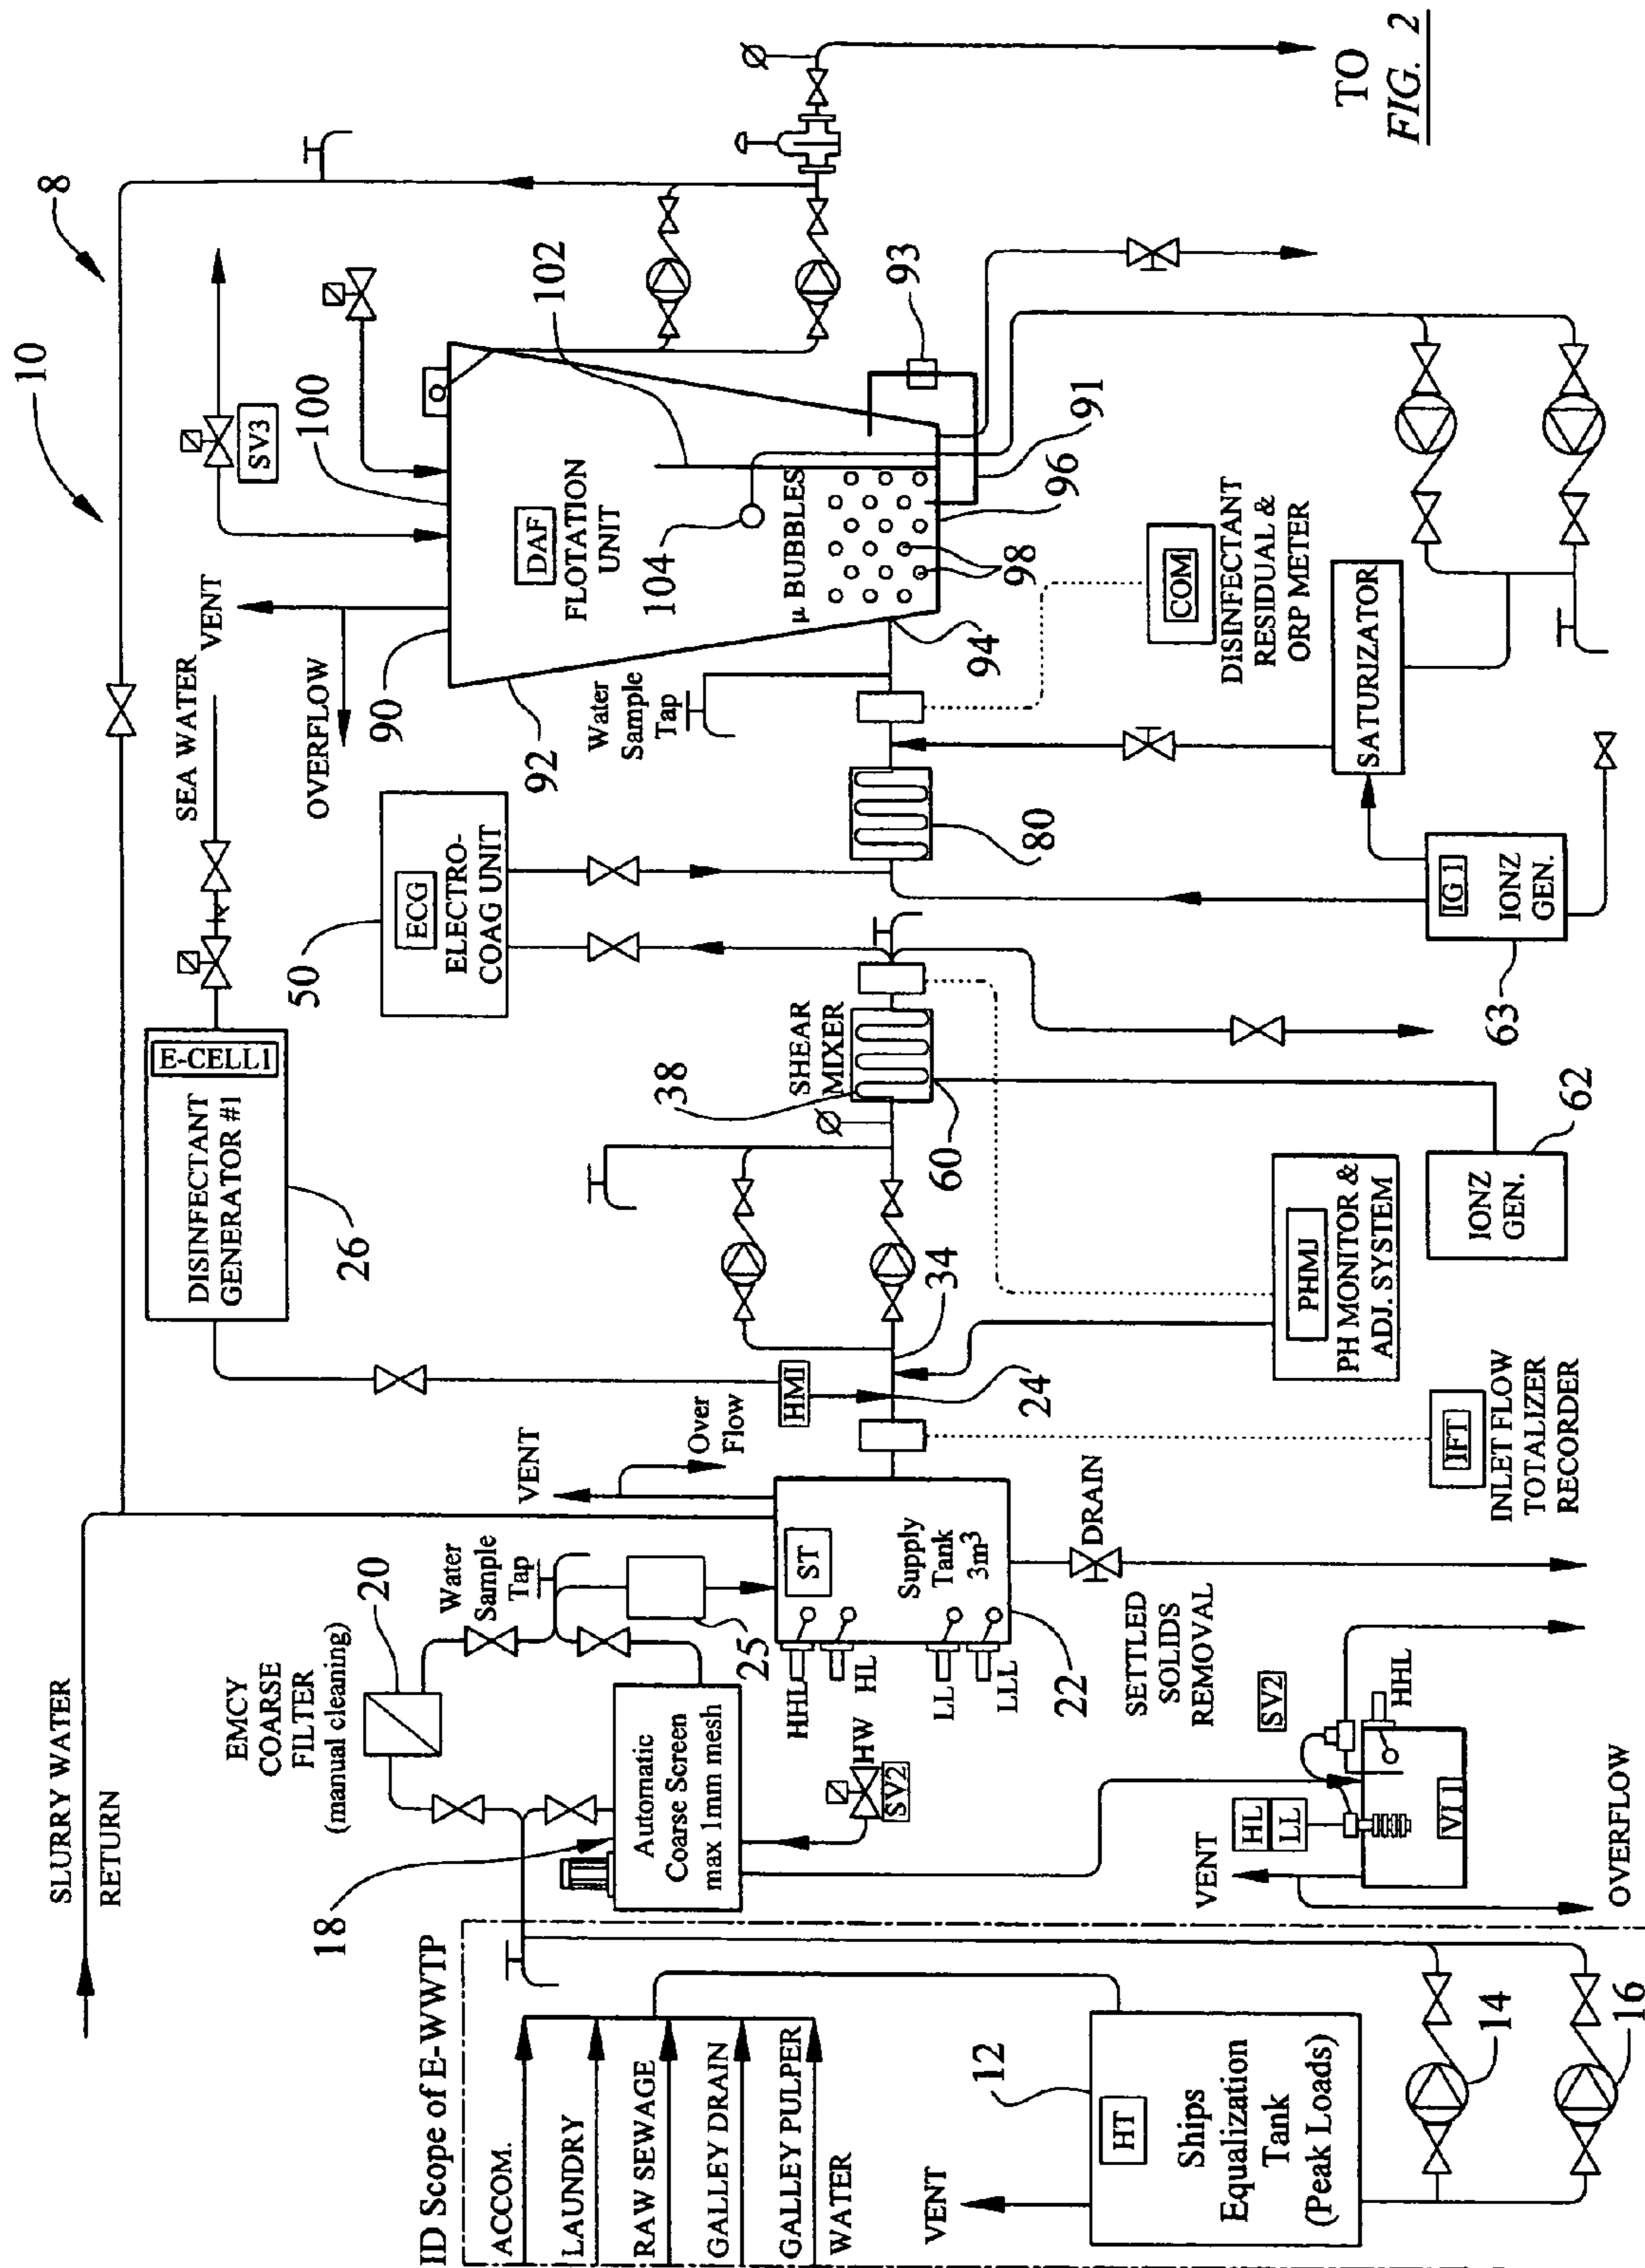 SLURRY WATER
RETURN
10
8
ID Scope of E-WWTP
ACCOM.
LAUNDRY
RAW SEWAGE
GALLEY DRAIN
GALLEY PULPER
WATER
VENT
12
HT
Ships
Equalization
Tank
(Peak Loads)
14
16
EMCY
COARSE
FILTER
(manual cleaning)
20
18
Automatic
Coarse Screen
max 1mm mesh
HW
SV2
Water
Sample
Tap
25
VENT
Over
Flow
ST
Supply
Tank
3m3
HHL
HL
LL
LLL
22
SETTLED
SOLIDS
REMOVAL
DRAIN
VENT
HL
LL
SV2
HHL
VI 1
OVERFLOW
E-CELL1
DISINFECTANT
GENERATOR #1
26
SEA WATER
HMI
24
34
IFT
INLET FLOW
TOTALIZER
RECORDER
PHMJ
PH MONITOR &
ADJ. SYSTEM
SHEAR
MIXER
38
60
IONZ
GEN.
62
50
ECG
ELECTRO-
COAG UNIT
80
IG 1
IONZ
GEN.
63
SATURIZATOR
COM
DISINFECTANT
RESIDUAL &
ORP METER
Water
Sample
Tap
VENT
OVERFLOW
90
92
94
SV3
100
DAF
FLOTATION
UNIT
102
104
μ BUBBLES
98
96
91
93
TO
FIG. 2